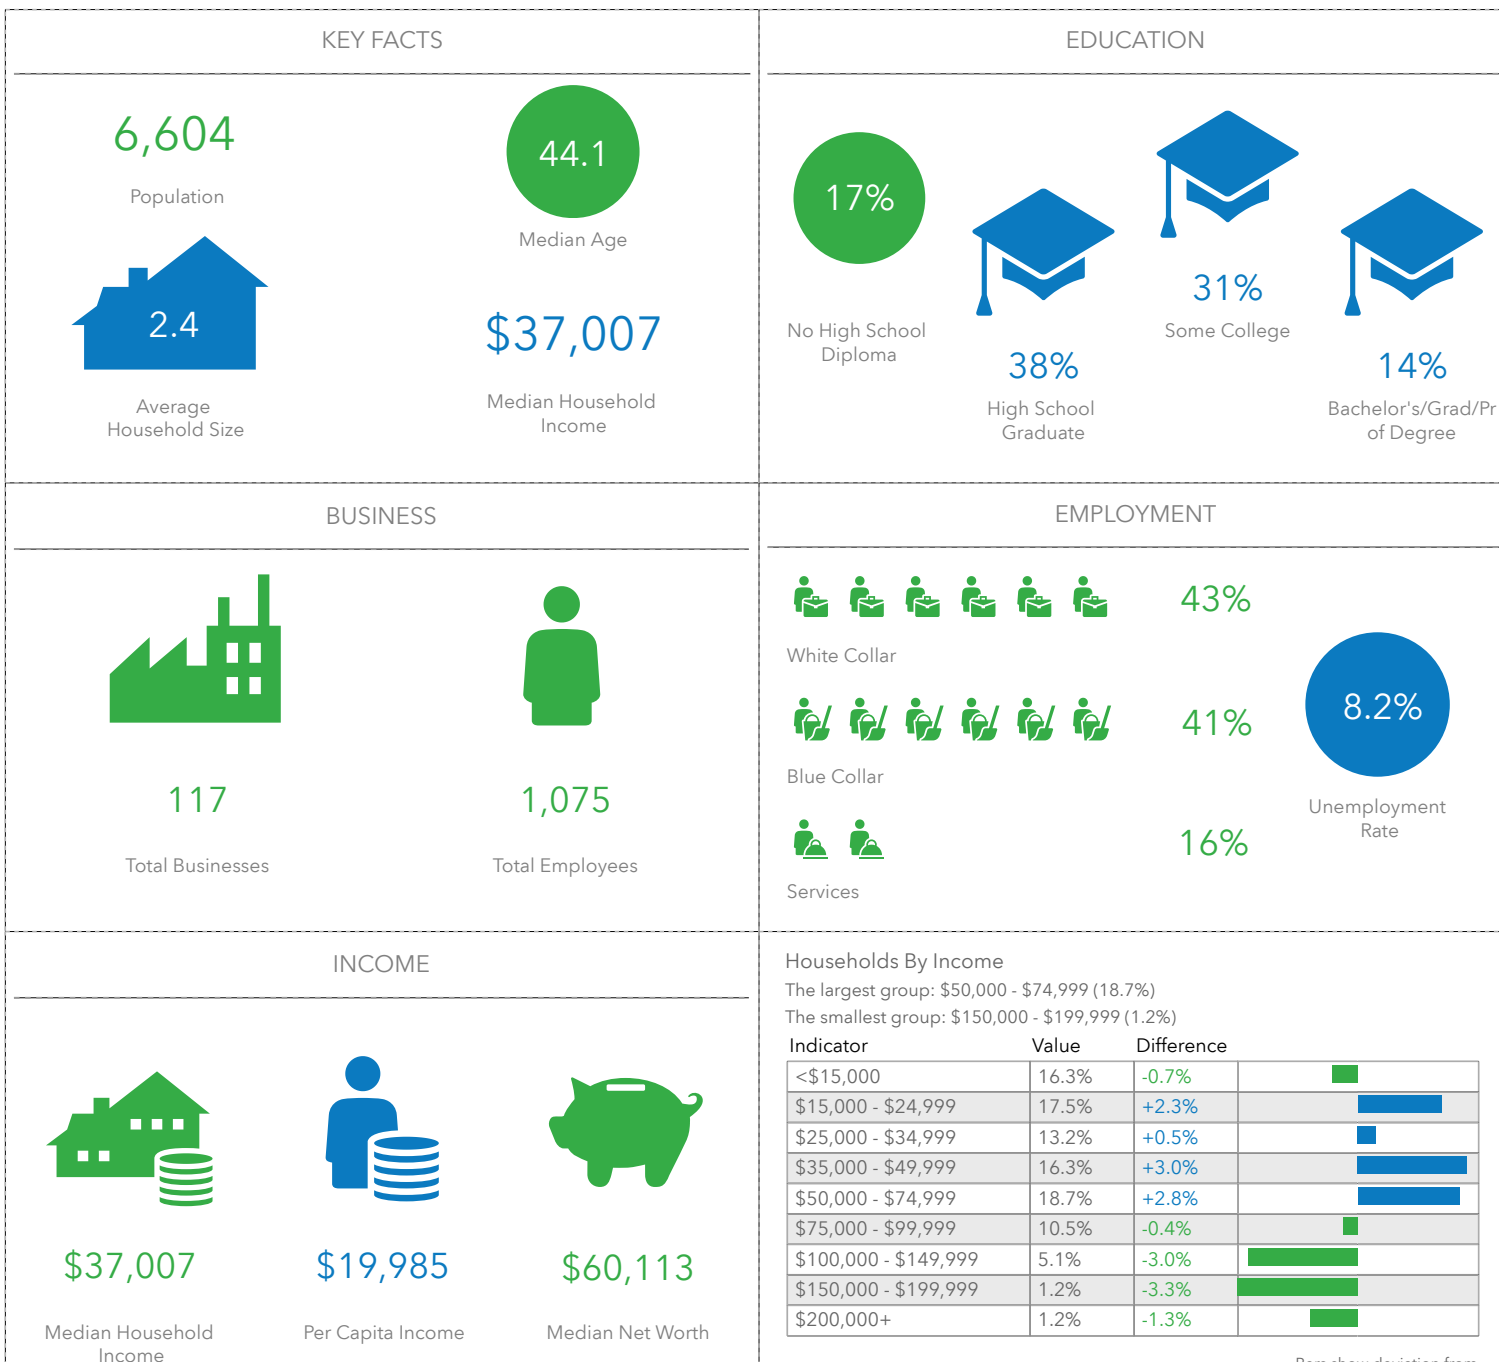 KEY FACTS
6,604
Population
44.1
Median Age
2.4
Average
Household Size
$37,007
Median Household
Income
EDUCATION
17%
No High School
Diploma
38%
High School
Graduate
31%
Some College
14%
Bachelor's/Grad/Pr
of Degree
BUSINESS
117
Total Businesses
1,075
Total Employees
EMPLOYMENT
43%
White Collar
41%
Blue Collar
16%
Services
8.2%
Unemployment
Rate
INCOME
$37,007
Median Household
Income
$19,985
Per Capita Income
$60,113
Median Net Worth
Households By Income
The largest group: $50,000 - $74,999 (18.7%)
The smallest group: $150,000 - $199,999 (1.2%)
Indicator Value Difference
<$15,000 16.3% -0.7%
$15,000 - $24,999 17.5% +2.3%
$25,000 - $34,999 13.2% +0.5%
$35,000 - $49,999 16.3% +3.0%
$50,000 - $74,999 18.7% +2.8%
$75,000 - $99,999 10.5% -0.4%
$100,000 - $149,999 5.1% -3.0%
$150,000 - $199,999 1.2% -3.3%
$200,000+ 1.2% -1.3%
Bars show deviation from